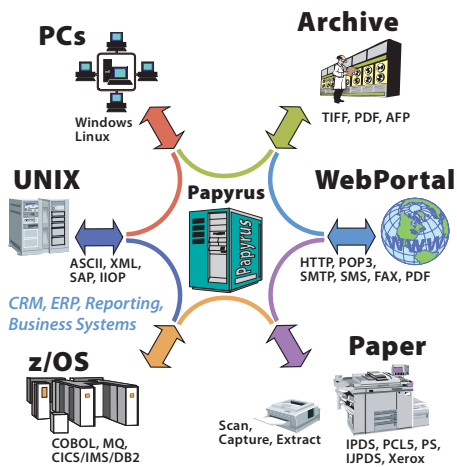 PCs
Windows
Linux
Archive
TIFF, PDF, AFP
UNIX
ASCII, XML,
SAP, IIOP
Papyrus
Papyrus
WebPortal
WWW
HTTP, POP3,
SMTP, SMS, FAX, PDF
CRM, ERP, Reporting,
Business Systems
z/OS
COBOL, MQ,
CICS/IMS/DB2
Scan,
Capture, Extract
Paper
IPDS, PCL5, PS,
IJPDS, Xerox